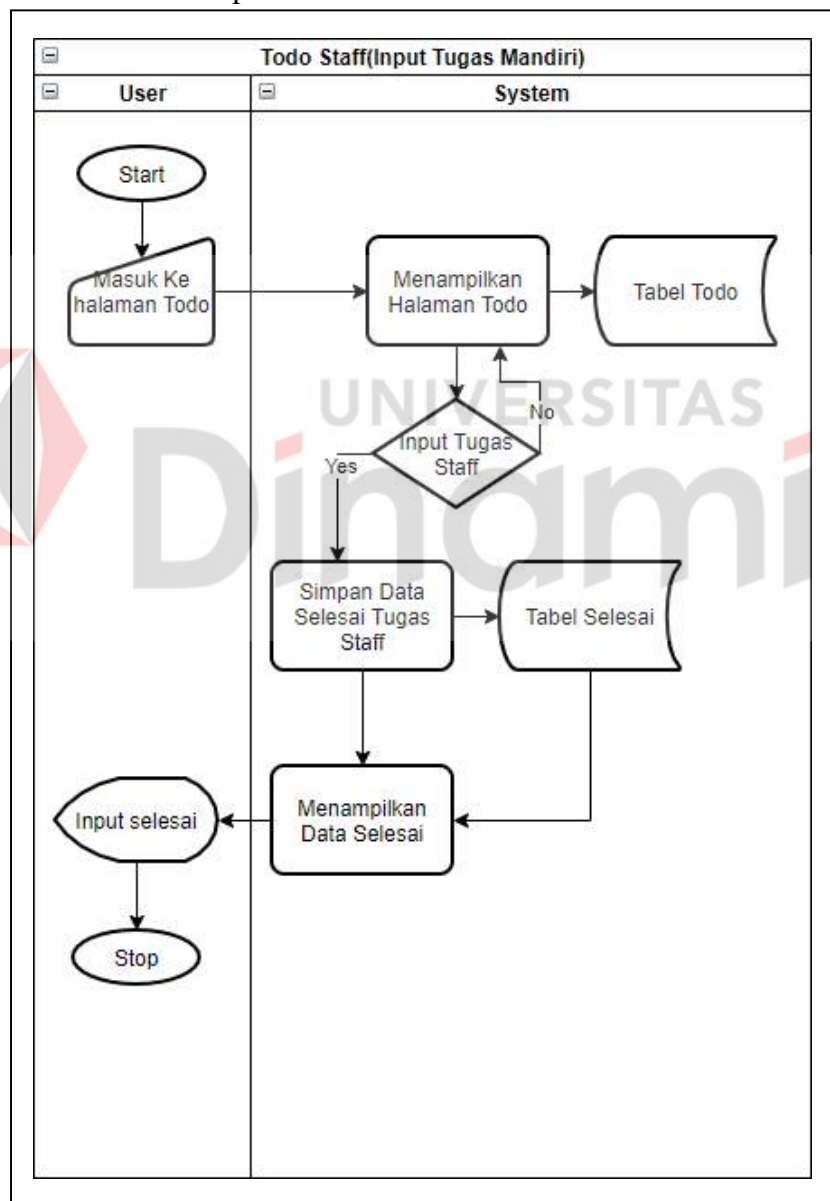 Todo Staff(Input Tugas Mandiri)
User
System
Start
Masuk Ke
halaman Todo
Menampilkan
Halaman Todo
Tabel Todo
UNIVERSITAS
No
Input Tugas
Staff
Yes
Dinami
Simpan Data
Selesai Tugas
Staff
Tabel Selesai
Menampilkan
Data Selesai
Input selesai
Stop